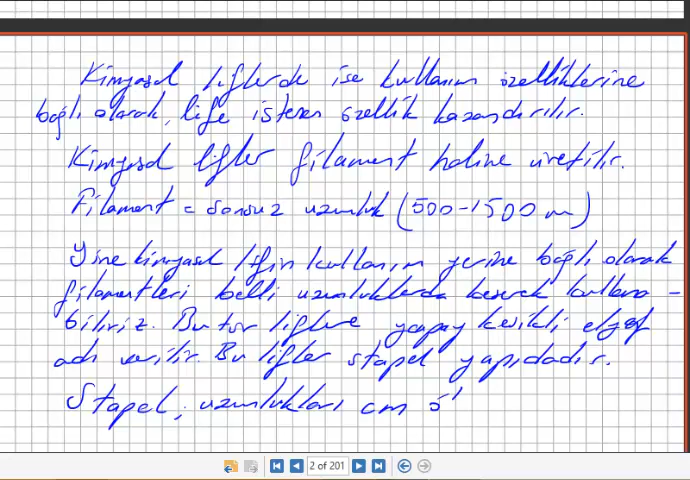 Kimyasal liflerde ise kullanım özelliklerine
bağlı olarak, life istenen özellik kazandırılır.
Kimyasal lifler filament haline üretilir.
Filament = Sonsuz uzunluk (500-1500 m)
Yine kimyasal lifin kullanım yerine bağlı olarak
filamentleri belli uzunluklarda keserek kullana-
biliriz. Bu tür liflere yapay kesikli elyaf
adı verilir. Bu lifler stapel yapıdadır.
Stapel; uzunlukları cm
2 of 201